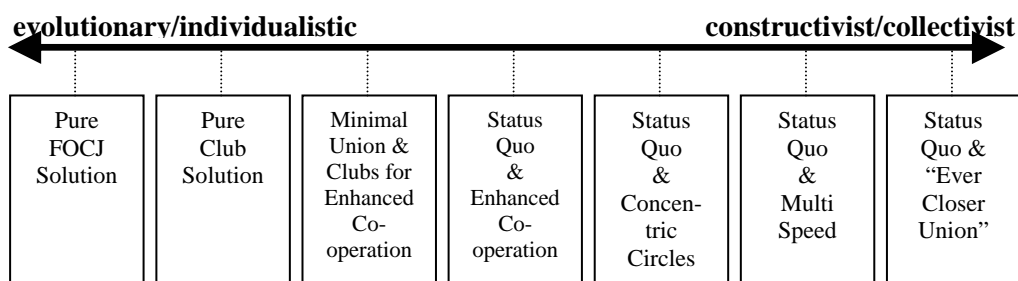 evolutionary/individualistic
constructivist/collectivist
Pure
FOCJ
Solution
Pure
Club
Solution
Minimal
Union &
Clubs for
Enhanced
Co-
operation
Status
Quo
&
Enhanced
Co-
operation
Status
Quo
&
Concen-
tric
Circles
Status
Quo
&
Multi
Speed
Status
Quo &
“Ever
Closer
Union”